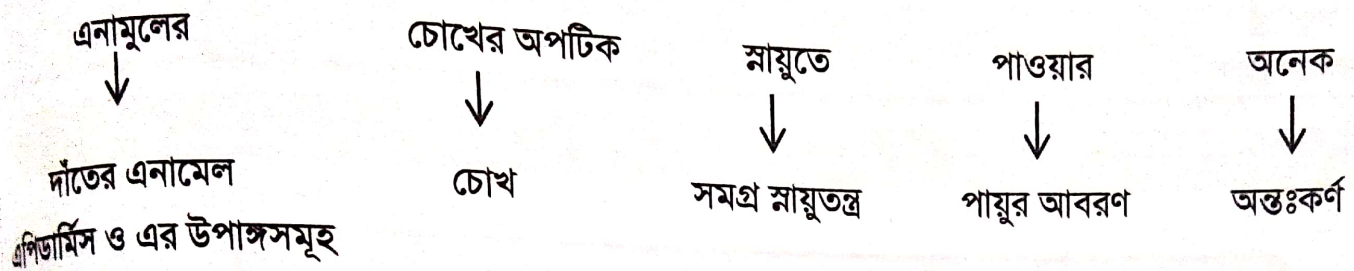 এনামুলের চোখের অপটিক স্নায়ুতে পাওয়ার অনেক
↓ ↓ ↓ ↓ ↓
দাঁতের এনামেল চোখ সমগ্র স্নায়ুতন্ত্র পায়ুর আবরণ অন্তঃকর্ণ
এপিডার্মিস ও এর উপাঙ্গসমূহ